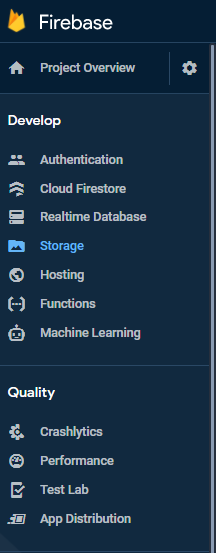 Firebase
Project Overview
Develop
Authentication
Cloud Firestore
Realtime Database
Storage
Hosting
Functions
Machine Learning
Quality
Crashlytics
Performance
Test Lab
App Distribution